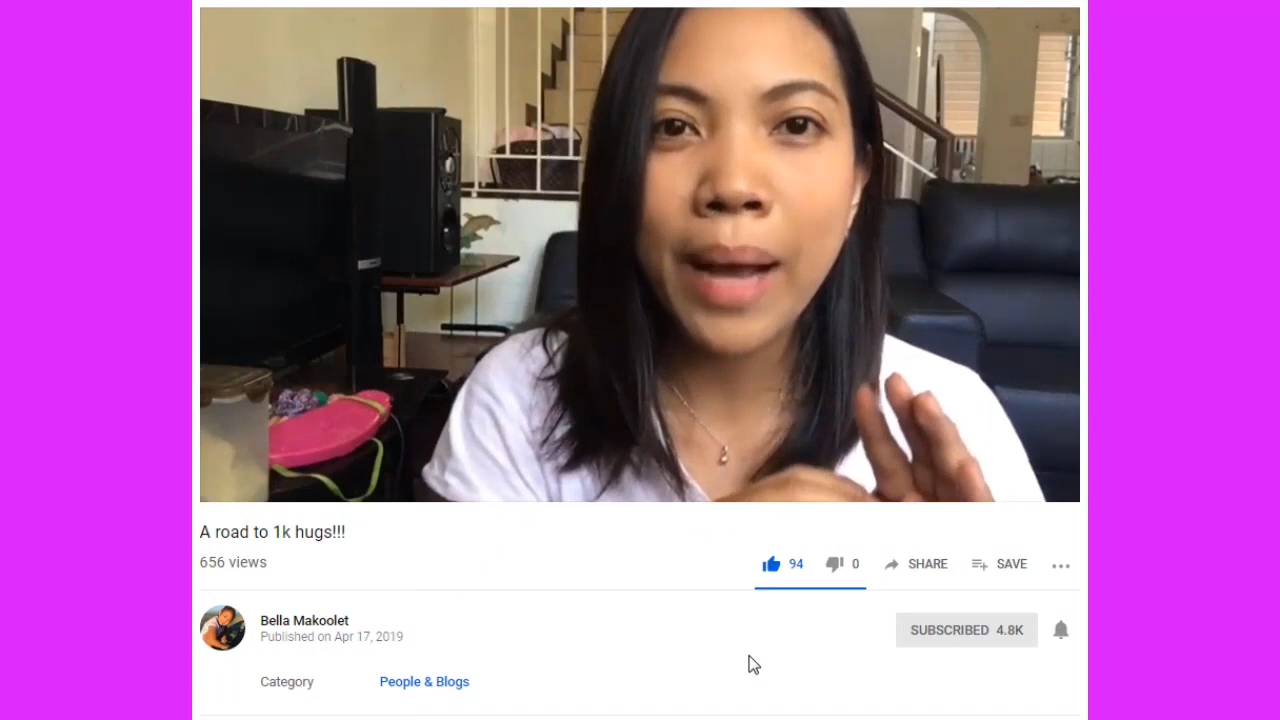 A road to 1k hugs!!!
656 views
94 0 SHARE SAVE
Bella Makoolet
Published on Apr 17, 2019
SUBSCRIBED 4.8K
Category People & Blogs